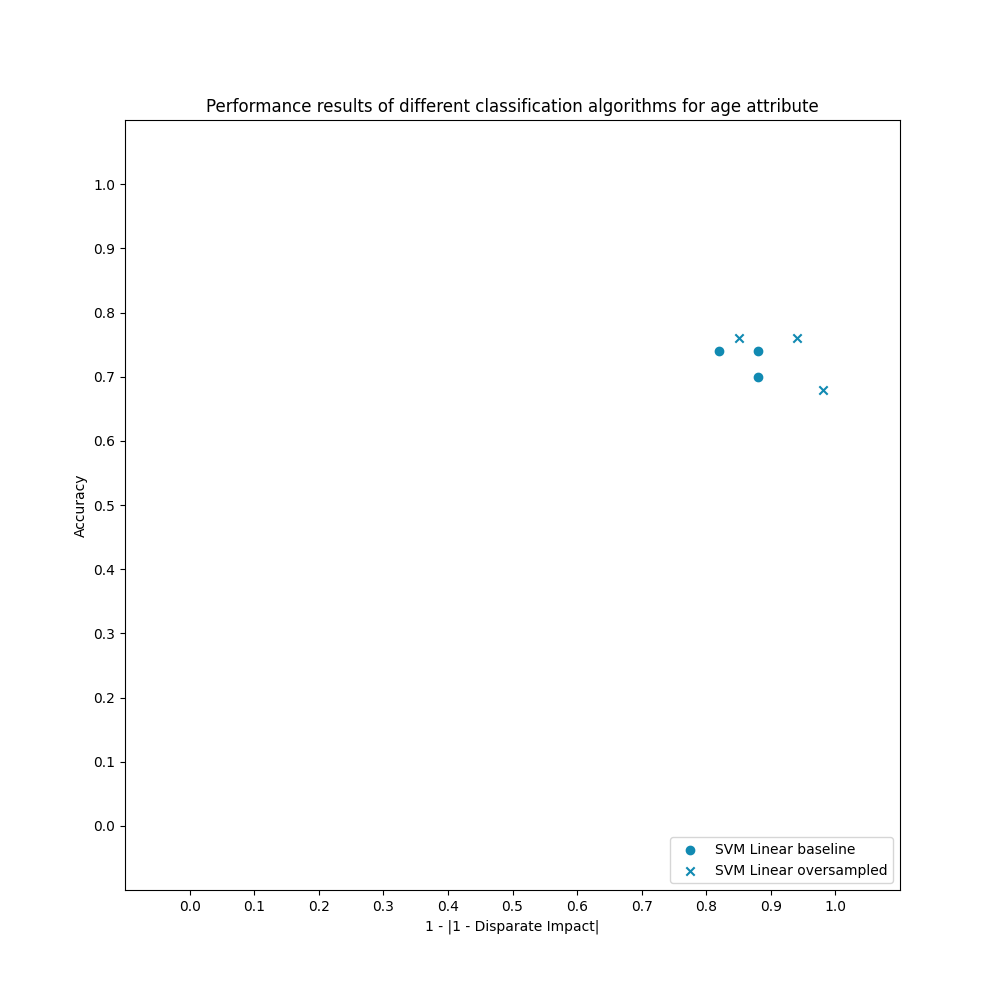 Performance results of different classification algorithms for age attribute
1.0
0.9
0.8
0.7
0.6
0.5
0.4
0.3
0.2
0.1
0.0
Accuracy
SVM Linear baseline
SVM Linear oversampled
0.0 0.1 0.2 0.3 0.4 0.5 0.6 0.7 0.8 0.9 1.0
1 - |1 - Disparate Impact|